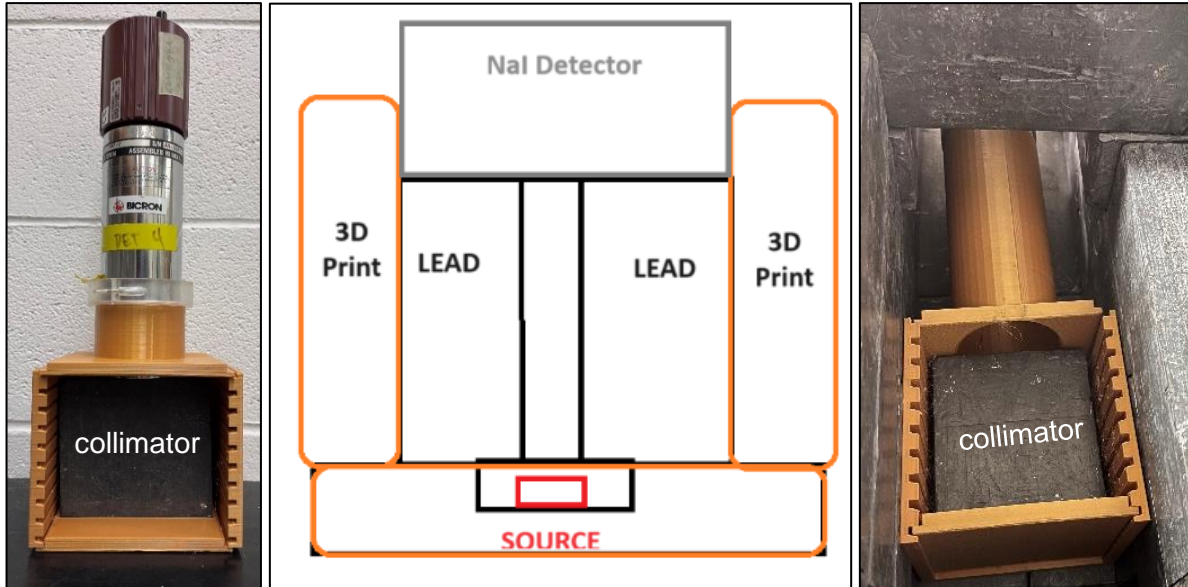 BICRON
DET 4
collimator
NaI Detector
3D
Print
LEAD
LEAD
3D
Print
SOURCE
collimator